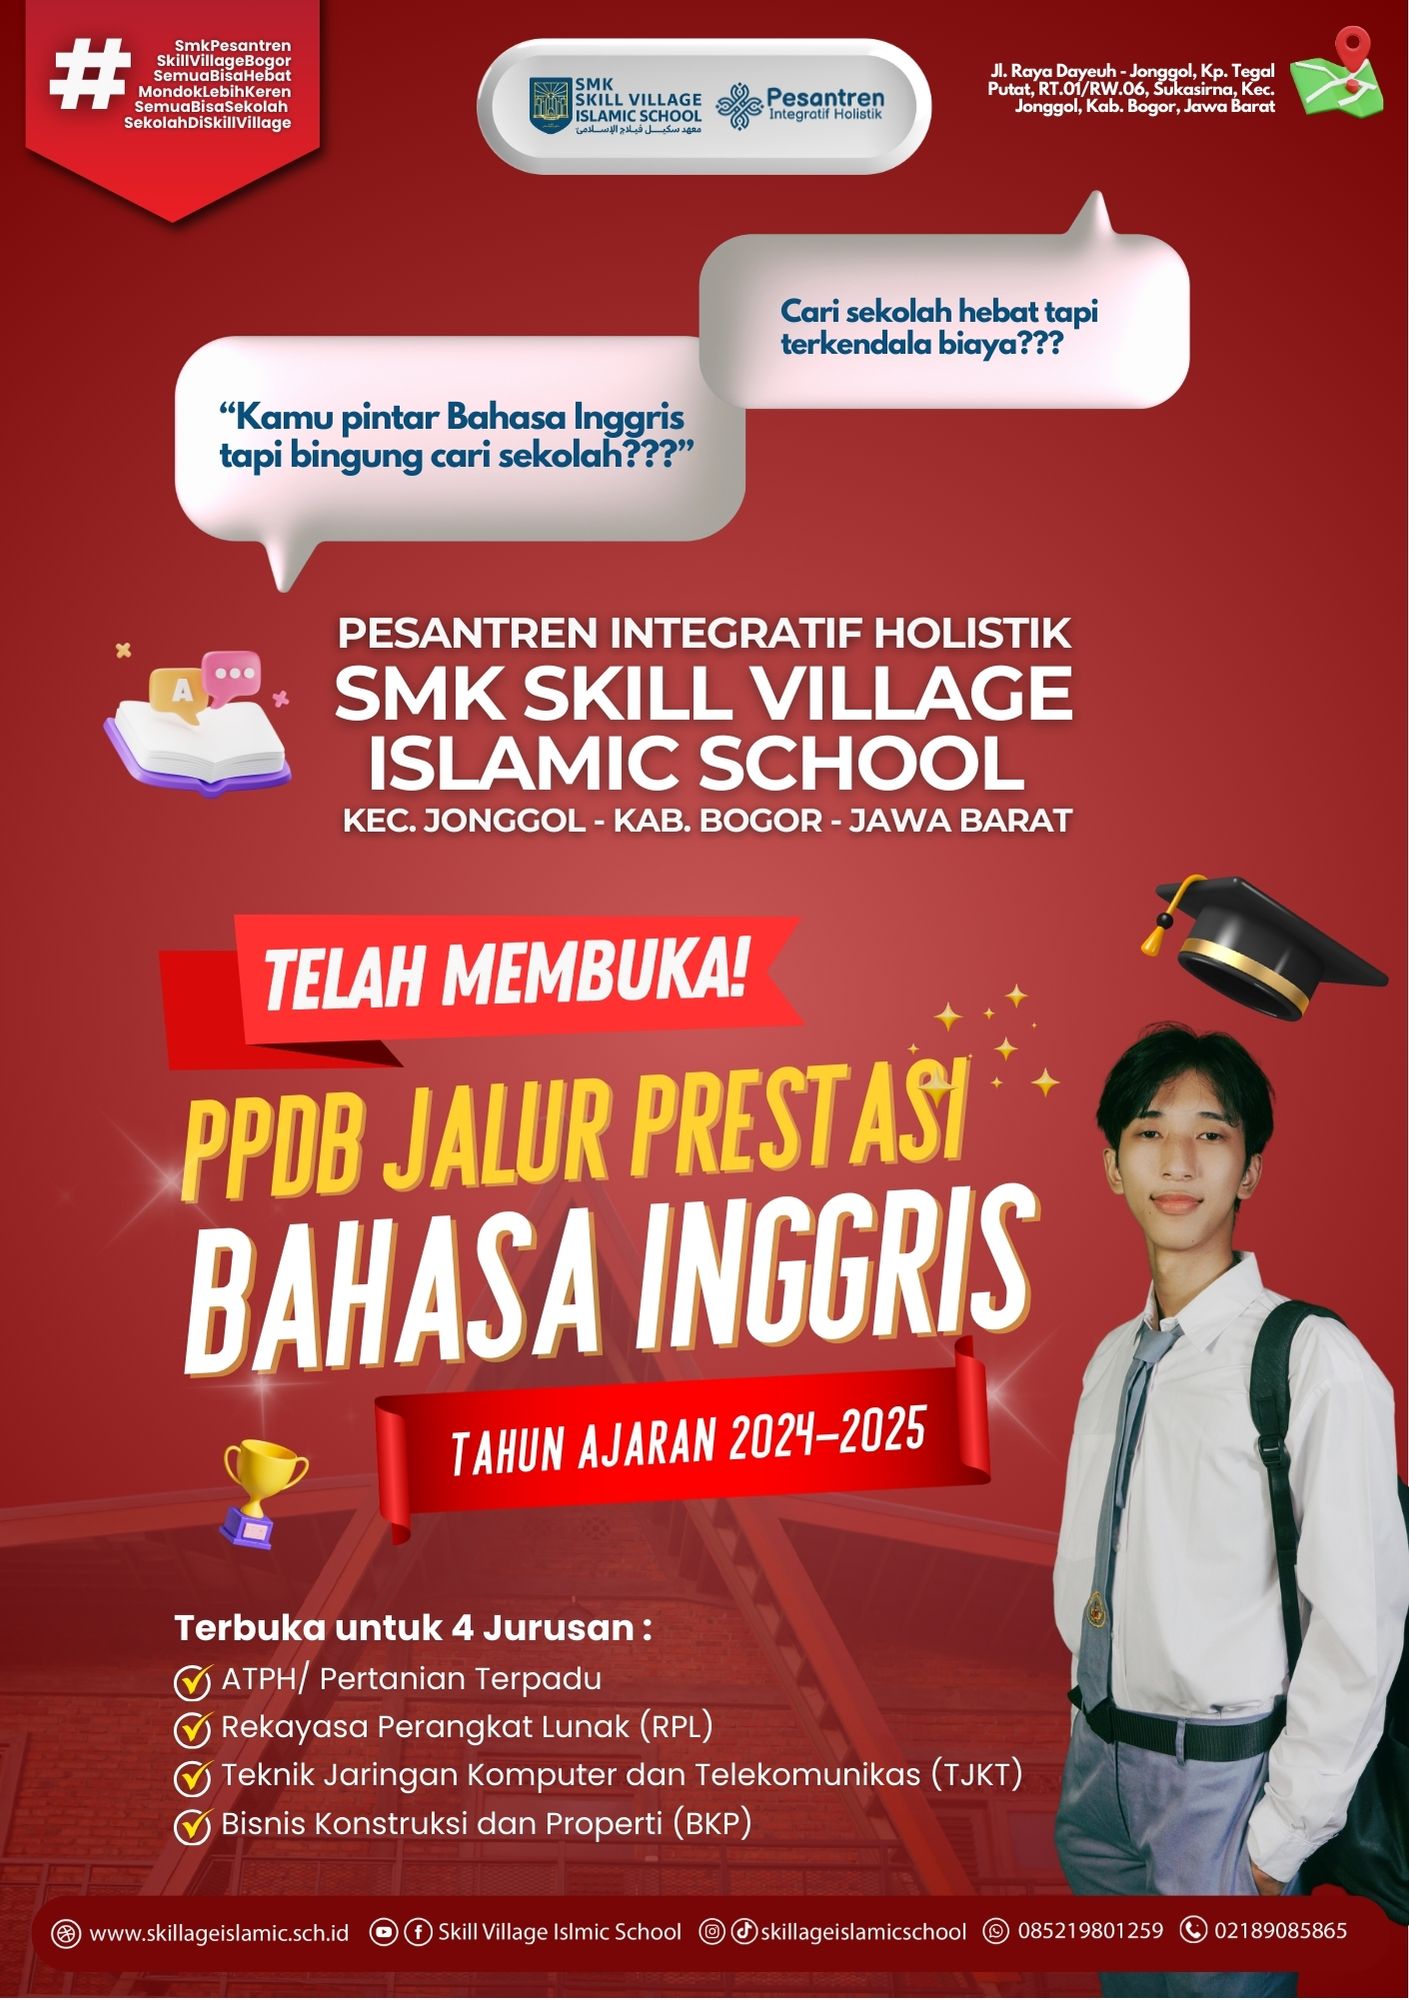 #
SmkPesantren
SkillVillageBogor
SemuaBisaHebat
MondokLebihKeren
SemuaBisaSekolah
SekolahDiSkillVillage
SMK
SKILL VILLAGE
ISLAMIC SCHOOL
معهد سكيل فيلاج الإسلامي
Pesantren
Integratif Holistik
Jl. Raya Dayeuh - Jonggol, Kp. Tegal
Putat, RT.01/RW.06, Sukasirna, Kec.
Jonggol, Kab. Bogor, Jawa Barat
Cari sekolah hebat tapi
terkendala biaya???
“Kamu pintar Bahasa Inggris
tapi bingung cari sekolah???”
A
PESANTREN INTEGRATIF HOLISTIK
SMK SKILL VILLAGE
ISLAMIC SCHOOL
KEC. JONGGOL - KAB. BOGOR - JAWA BARAT
TELAH MEMBUKA!
PPDB JALUR PRESTASI
BAHASA INGGRIS
TAHUN AJARAN 2024–2025
Terbuka untuk 4 Jurusan :
ATPH/ Pertanian Terpadu
Rekayasa Perangkat Lunak (RPL)
Teknik Jaringan Komputer dan Telekomunikas (TJKT)
Bisnis Konstruksi dan Properti (BKP)
www.skillageislamic.sch.id Skill Village Islmic School skillageislamicschool 085219801259 02189085865